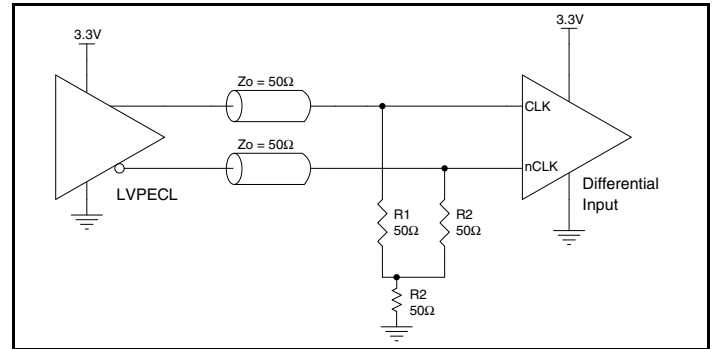 3.3V
3.3V
Zo = 50Ω
CLK
Zo = 50Ω
nCLK
LVPECL
Differential
Input
R1
50Ω
R2
50Ω
R2
50Ω